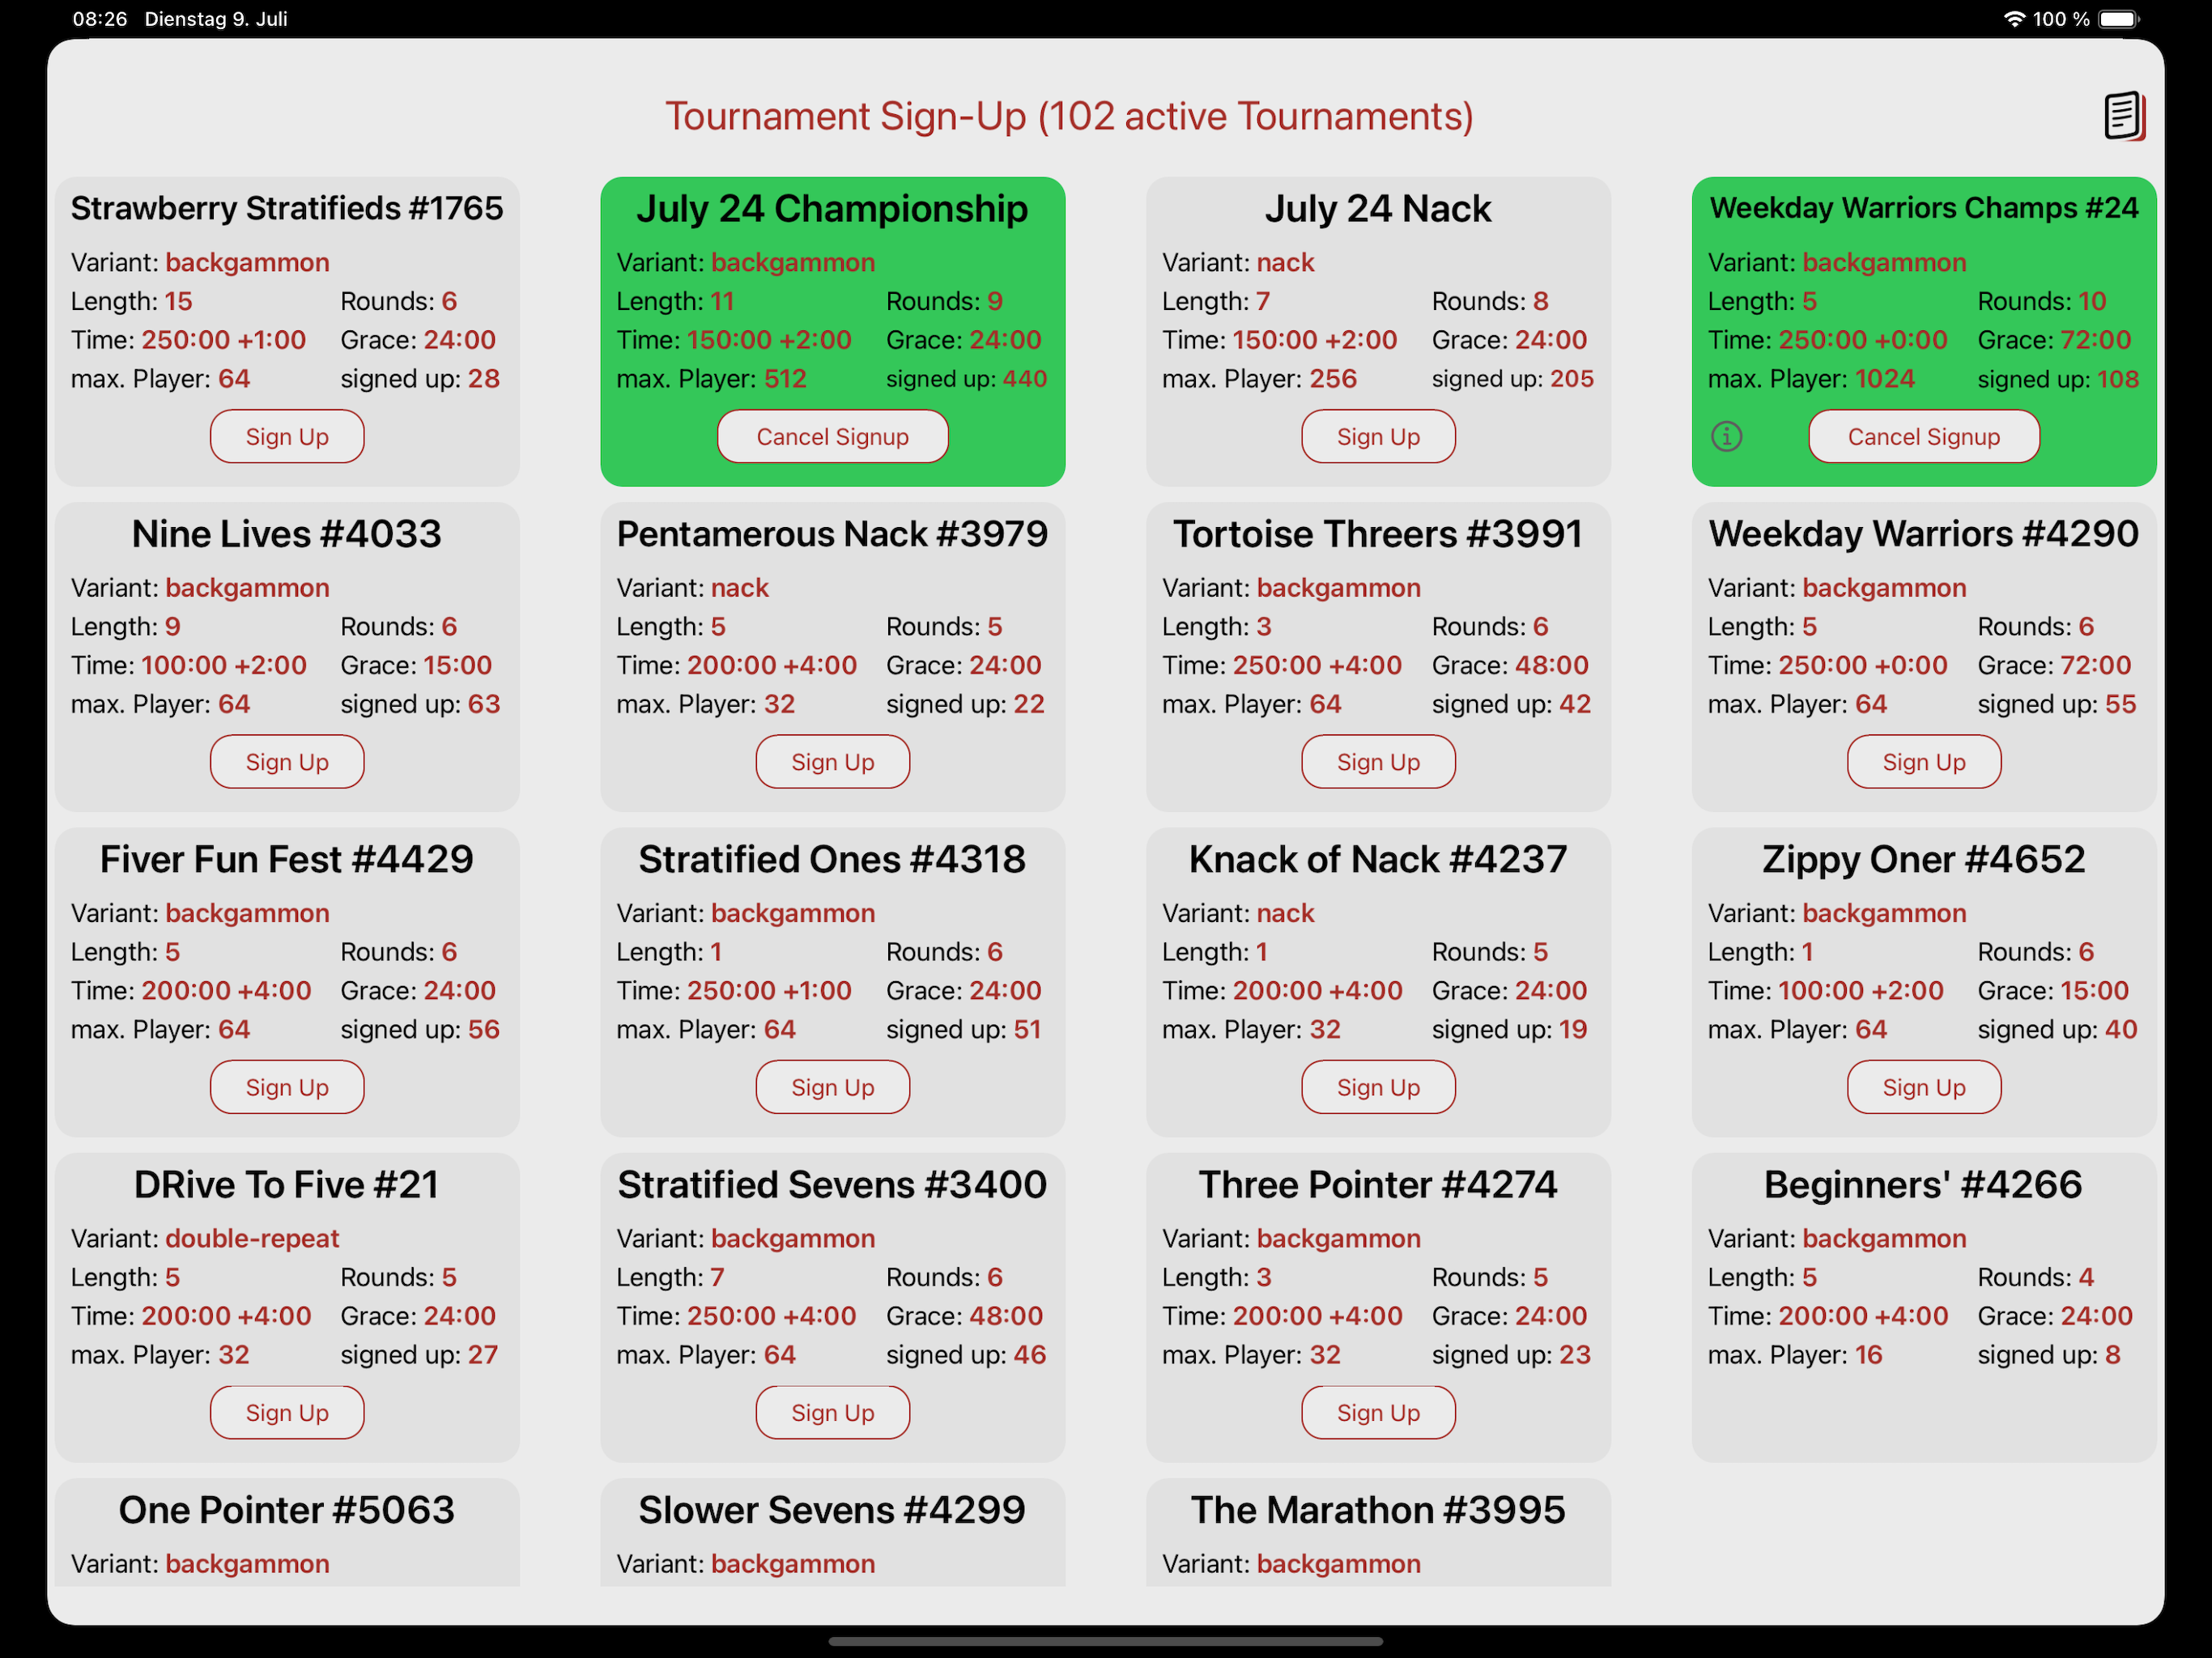 08:26 Dienstag 9. Juli
100 %
Tournament Sign-Up (102 active Tournaments)
Strawberry Stratifieds #1765
Variant: backgammon
Length: 15 Rounds: 6
Time: 250:00 +1:00 Grace: 24:00
max. Player: 64 signed up: 28
Sign Up
July 24 Championship
Variant: backgammon
Length: 11 Rounds: 9
Time: 150:00 +2:00 Grace: 24:00
max. Player: 512 signed up: 440
Cancel Signup
July 24 Nack
Variant: nack
Length: 7 Rounds: 8
Time: 150:00 +2:00 Grace: 24:00
max. Player: 256 signed up: 205
Sign Up
Weekday Warriors Champs #24
Variant: backgammon
Length: 5 Rounds: 10
Time: 250:00 +0:00 Grace: 72:00
max. Player: 1024 signed up: 108
Cancel Signup
Nine Lives #4033
Variant: backgammon
Length: 9 Rounds: 6
Time: 100:00 +2:00 Grace: 15:00
max. Player: 64 signed up: 63
Sign Up
Pentamerous Nack #3979
Variant: nack
Length: 5 Rounds: 5
Time: 200:00 +4:00 Grace: 24:00
max. Player: 32 signed up: 22
Sign Up
Tortoise Threers #3991
Variant: backgammon
Length: 3 Rounds: 6
Time: 250:00 +4:00 Grace: 48:00
max. Player: 64 signed up: 42
Sign Up
Weekday Warriors #4290
Variant: backgammon
Length: 5 Rounds: 6
Time: 250:00 +0:00 Grace: 72:00
max. Player: 64 signed up: 55
Sign Up
Fiver Fun Fest #4429
Variant: backgammon
Length: 5 Rounds: 6
Time: 200:00 +4:00 Grace: 24:00
max. Player: 64 signed up: 56
Sign Up
Stratified Ones #4318
Variant: backgammon
Length: 1 Rounds: 6
Time: 250:00 +1:00 Grace: 24:00
max. Player: 64 signed up: 51
Sign Up
Knack of Nack #4237
Variant: nack
Length: 1 Rounds: 5
Time: 200:00 +4:00 Grace: 24:00
max. Player: 32 signed up: 19
Sign Up
Zippy Oner #4652
Variant: backgammon
Length: 1 Rounds: 6
Time: 100:00 +2:00 Grace: 15:00
max. Player: 64 signed up: 40
Sign Up
DRive To Five #21
Variant: double-repeat
Length: 5 Rounds: 5
Time: 200:00 +4:00 Grace: 24:00
max. Player: 32 signed up: 27
Sign Up
Stratified Sevens #3400
Variant: backgammon
Length: 7 Rounds: 6
Time: 250:00 +4:00 Grace: 48:00
max. Player: 64 signed up: 46
Sign Up
Three Pointer #4274
Variant: backgammon
Length: 3 Rounds: 5
Time: 200:00 +4:00 Grace: 24:00
max. Player: 32 signed up: 23
Sign Up
Beginners' #4266
Variant: backgammon
Length: 5 Rounds: 4
Time: 200:00 +4:00 Grace: 24:00
max. Player: 16 signed up: 8
One Pointer #5063
Variant: backgammon
Slower Sevens #4299
Variant: backgammon
The Marathon #3995
Variant: backgammon